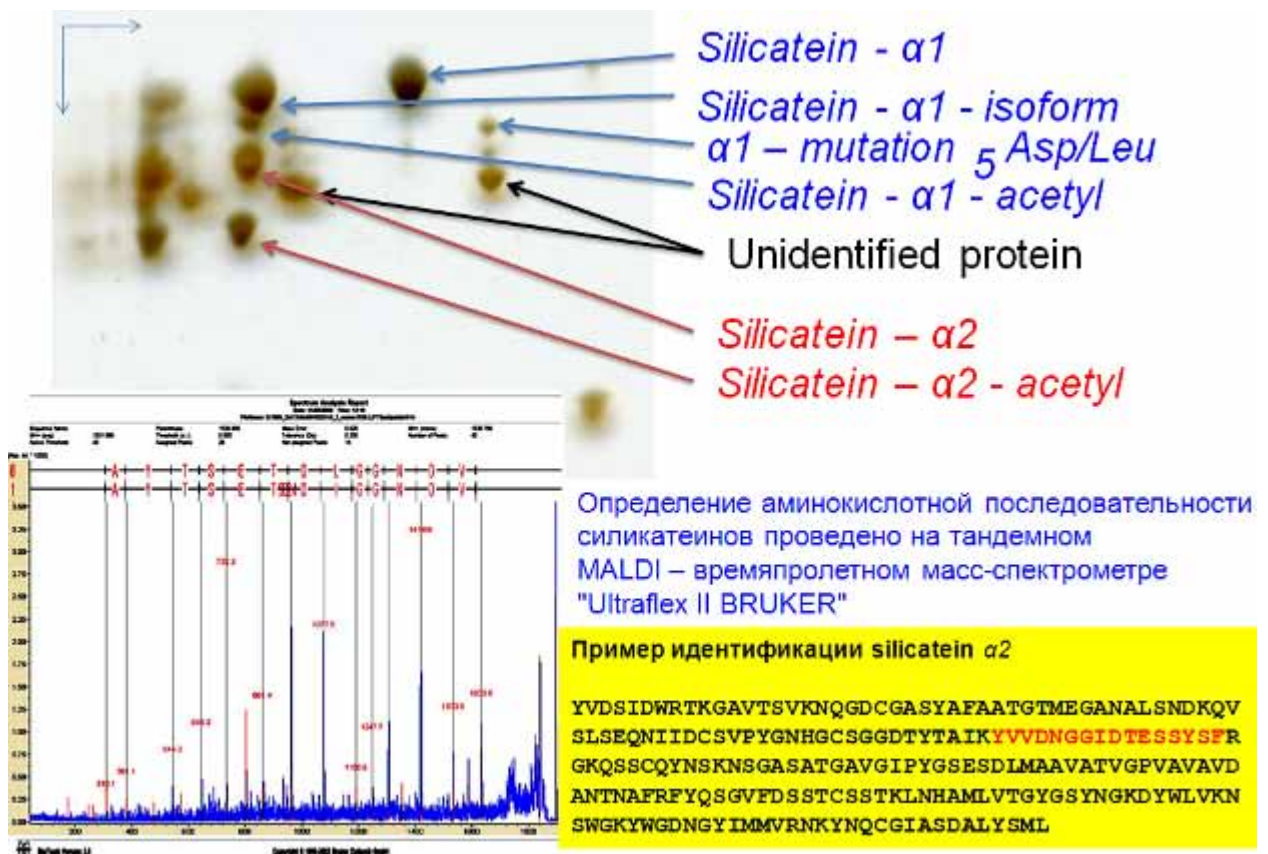 Silicatein - α1
Silicatein - α1 - isoform
α1 – mutation 5 Asp/Leu
Silicatein - α1 - acetyl
Unidentified protein
Silicatein – α2
Silicatein – α2 - acetyl
Spectrum Analysis Report
Определение аминокислотной последовательности
силикатеинов проведено на тандемном
MALDI – времяпролетном масс-спектрометре
"Ultraflex II BRUKER"
Пример идентификации silicatein α2
YVDSIDWRTKGAVTSVKNQGDCGASYAFAATGTMEGANALSNDKQV
SLSEQNIIDCSVPYGNHGCSGGDTYTAIKYVVDNGGIDTESSYSFR
GKQSSCQYNSKNSGASATGAVGIPYGSESDLMAAVATVGPVAVAVD
ANTNAFRFYQSGVFDSSTCSSTKLNHAMLVTGYGSYNGKDYWLVKN
SWGKYWGDNGYIMMVRNKYNQCGIASDALYSML